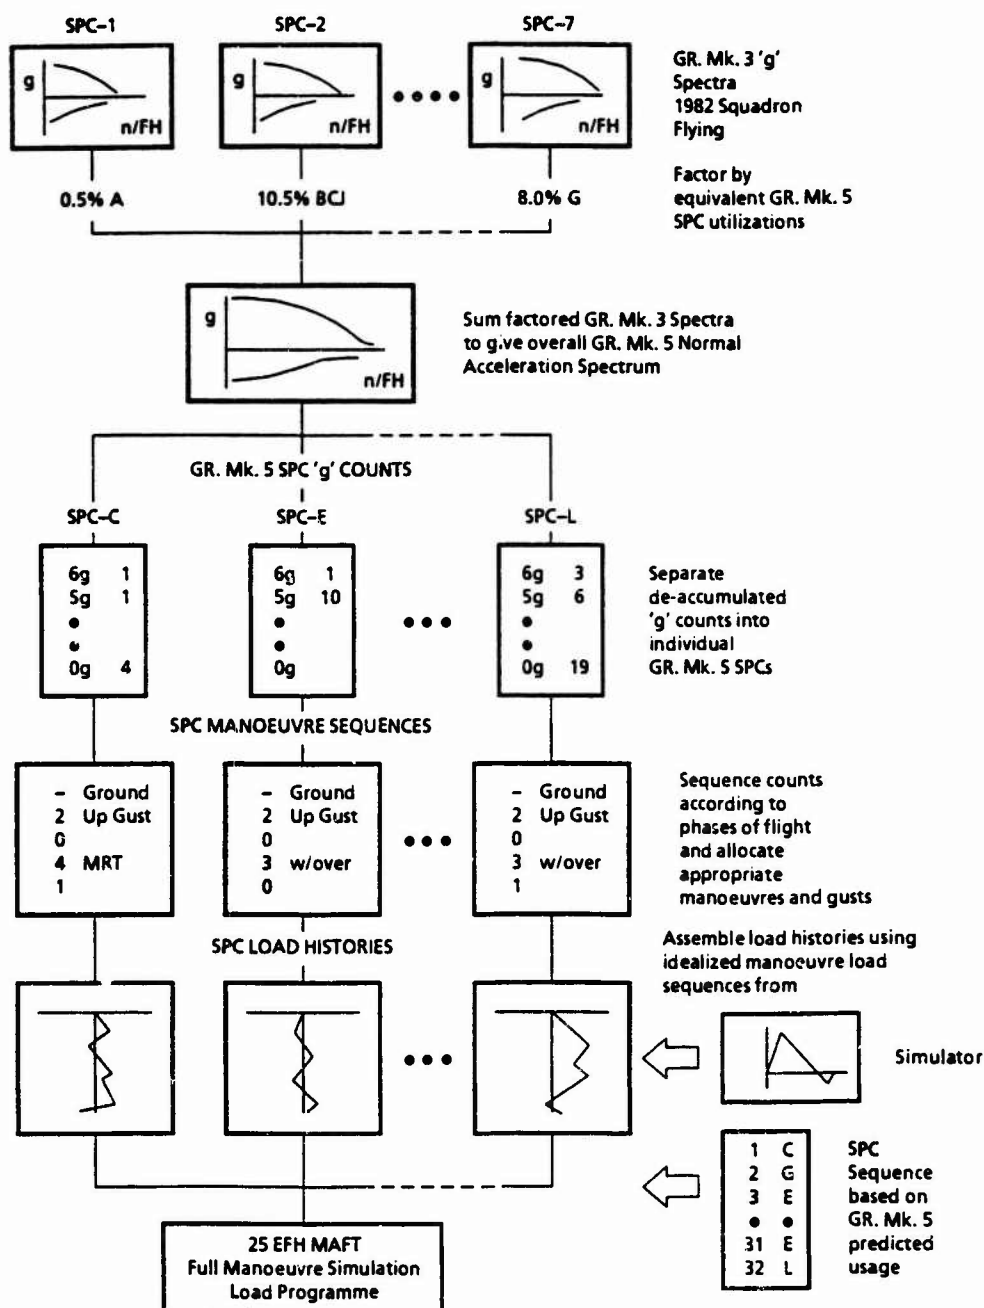 SPC-1
SPC-2
SPC-7
g
n/FH
g
n/FH
g
n/FH
GR. Mk. 3 'g'
Spectra
1982 Squadron
Flying
0.5% A
10.5% BCJ
8.0% G
Factor by
equivalent GR. Mk. 5
SPC utilizations
g
n/FH
Sum factored GR. Mk. 3 Spectra
to give overall GR. Mk. 5 Normal
Acceleration Spectrum
GR. Mk. 5 SPC 'g' COUNTS
SPC-C
SPC-E
SPC-L
6g 1
5g 1
0g 4
6g 1
5g 10
0g
6g 3
5g 6
0g 19
Separate
de-accumulated
'g' counts into
individual
GR. Mk. 5 SPCs
SPC MANOEUVRE SEQUENCES
– Ground
2 Up Gust
0
4 MRT
1
– Ground
2 Up Gust
0
3 w/over
0
– Ground
2 Up Gust
0
3 w/over
1
Sequence counts
according to
phases of flight
and allocate
appropriate
manoeuvres and gusts
SPC LOAD HISTORIES
Assemble load histories using
idealized manoeuvre load
sequences from
Simulator
1 C
2 G
3 E
31 E
32 L
SPC
Sequence
based on
GR. Mk. 5
predicted
usage
25 EFH MAFT
Full Manoeuvre Simulation
Load Programme